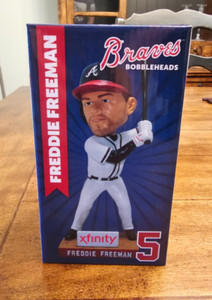 Braves
BOBBLEHEADS
FREDDIE FREEMAN
A
xfinity
FREDDIE FREEMAN
5